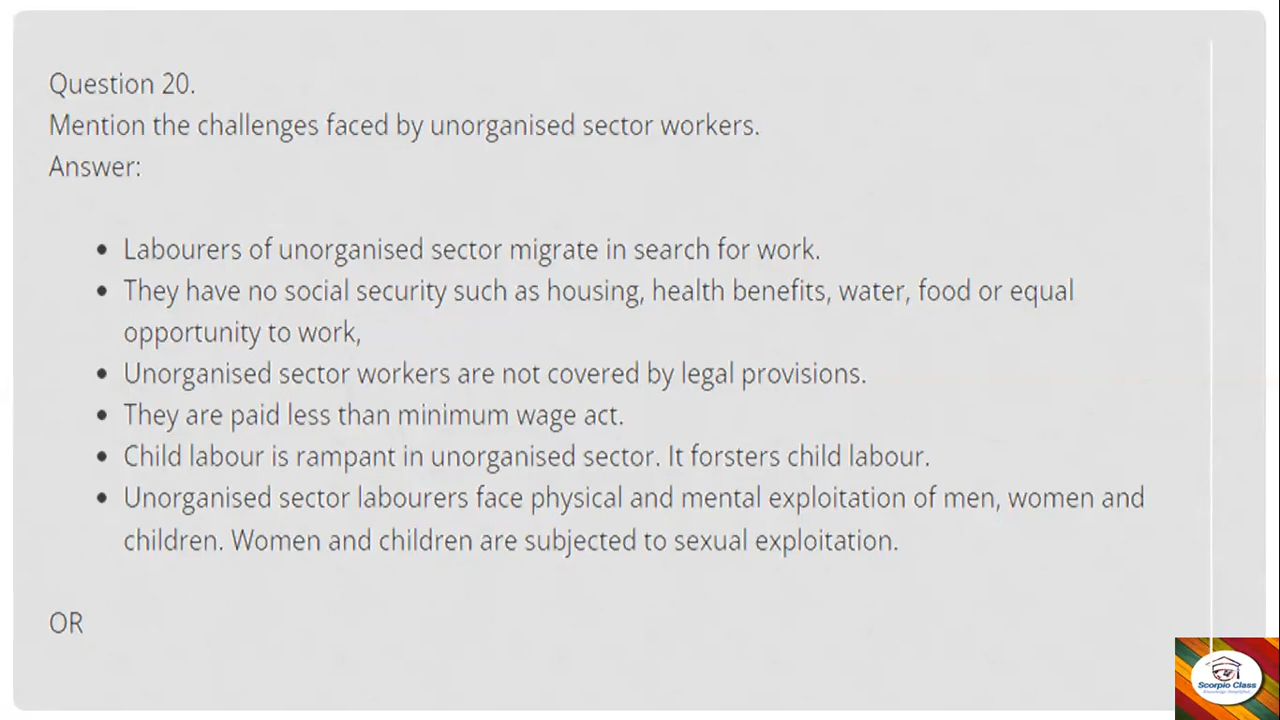 Question 20.
Mention the challenges faced by unorganised sector workers.
Answer:
• Labourers of unorganised sector migrate in search for work.
• They have no social security such as housing, health benefits, water, food or equal
opportunity to work,
• Unorganised sector workers are not covered by legal provisions.
• They are paid less than minimum wage act.
• Child labour is rampant in unorganised sector. It forsters child labour.
• Unorganised sector labourers face physical and mental exploitation of men, women and
children. Women and children are subjected to sexual exploitation.
OR
Scorpio Class